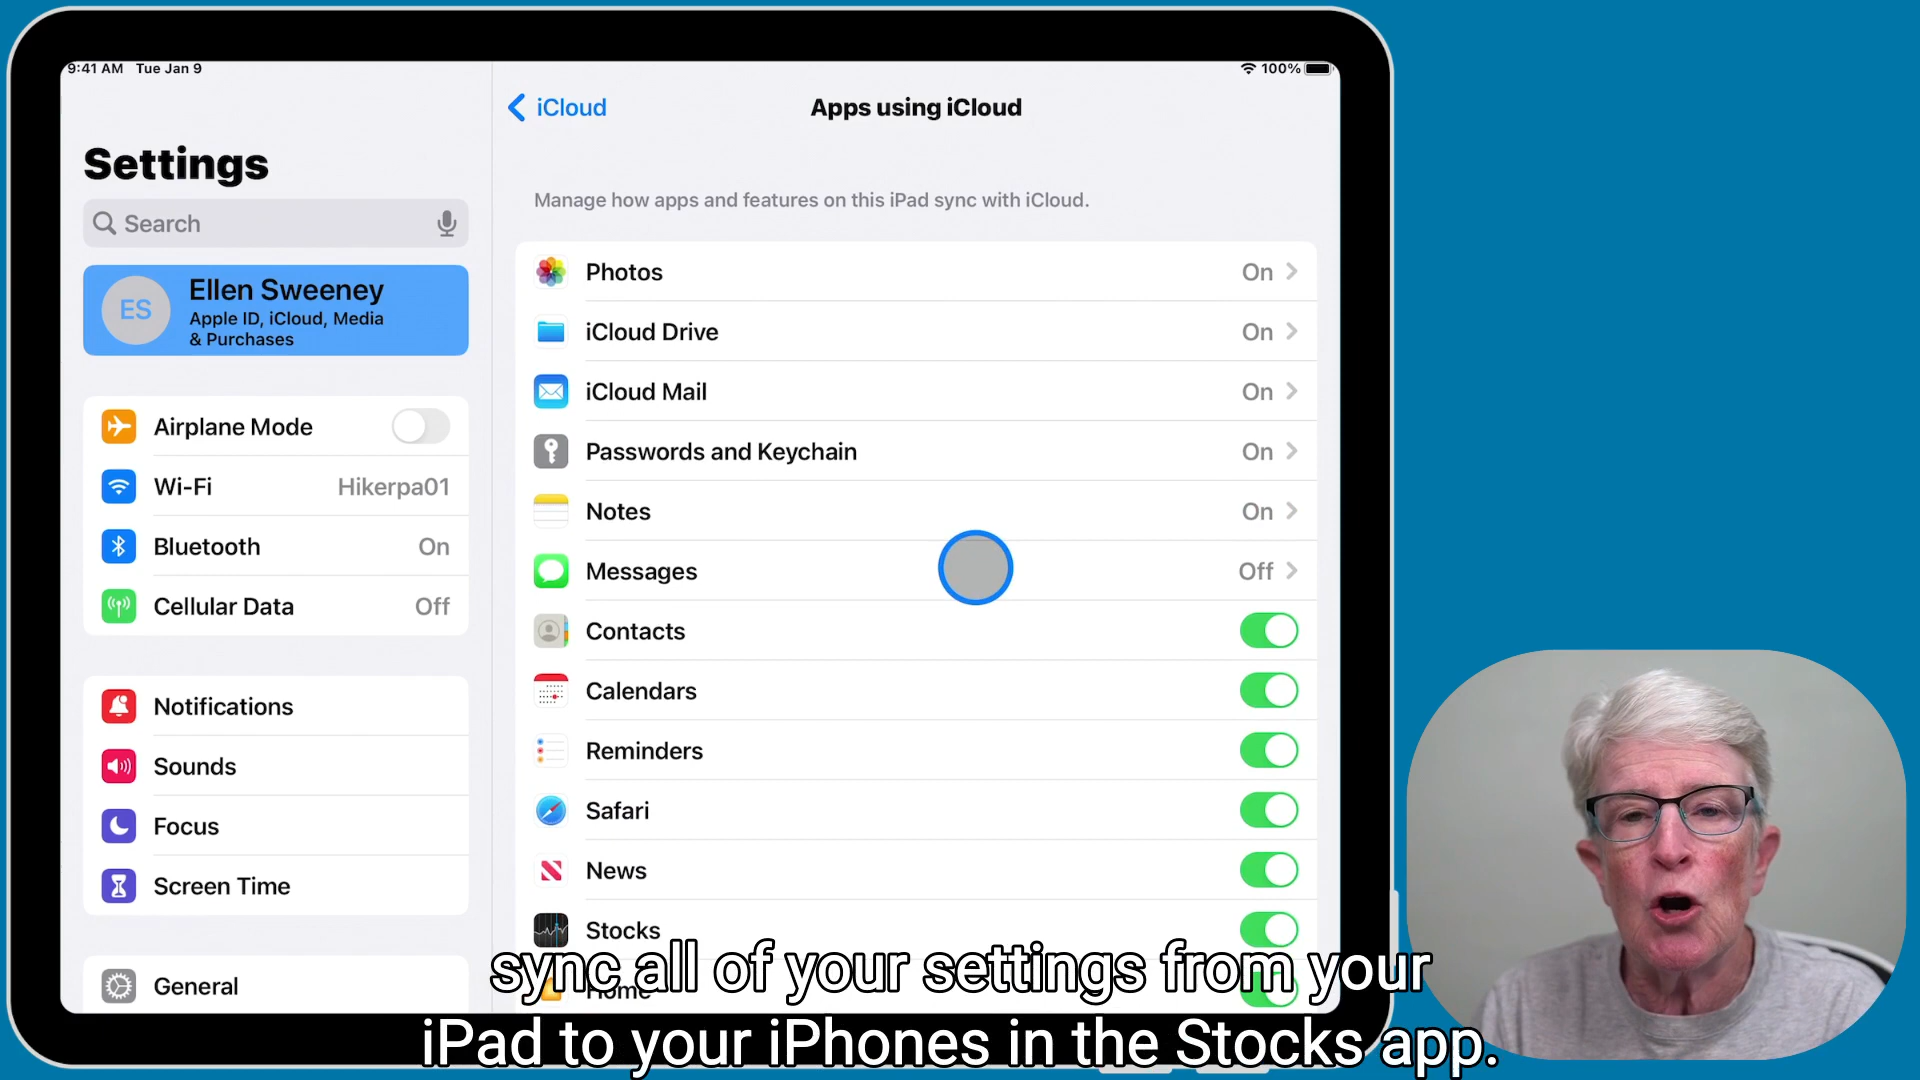 9:41 AM Tue Jan 9
100%
Settings
Search
ES
Ellen Sweeney
Apple ID, iCloud, Media
& Purchases
Airplane Mode
Wi-Fi Hikerpa01
Bluetooth On
Cellular Data Off
Notifications
Sounds
Focus
Screen Time
General
iCloud
Apps using iCloud
Manage how apps and features on this iPad sync with iCloud.
Photos On
iCloud Drive On
iCloud Mail On
Passwords and Keychain On
Notes On
Messages Off
Contacts
Calendars
Reminders
Safari
News
Stocks
Home
sync all of your settings from your
iPad to your iPhones in the Stocks app.